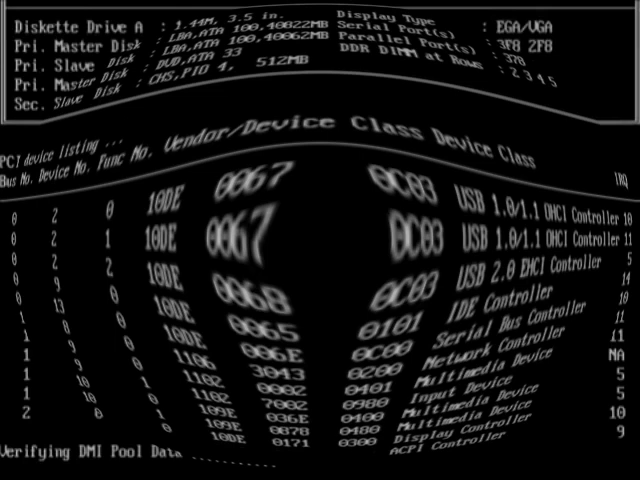 Diskette Drive A : 1.44M, 3.5 in. Display Type : EGA/VGA
Pri. Master Disk : LBA,ATA 100,40822MB Serial Port(s) : 3F8 2F8
Pri. Slave Disk : LBA,ATA 100,40062MB Parallel Port(s) : 378
Pri. Master Disk : DVD,ATA 33 DDR DIMM at Rows : 2 3 4 5
Sec. Slave Disk : CHS,PIO 4, 512MB
PCI device listing ...
Bus No. Device No. Func No. Vendor/Device Class Device Class IRQ
0 2 0 10DE 0067 0C03 USB 1.0/1.1 OHCI Controller 10
0 2 1 10DE 0067 0C03 USB 1.0/1.1 OHCI Controller 11
0 2 2 10DE 0068 0C03 USB 2.0 EHCI Controller 5
0 9 0 10DE 0065 0101 IDE Controller 14
0 13 0 10DE 006E 0C00 Serial Bus Controller 10
1 8 0 1106 3043 0200 Network Controller 11
1 9 0 1102 0002 0401 Multimedia Device 11
1 9 1 1102 7002 0980 Input Device NA
1 10 0 109E 036E 0400 Multimedia Device 5
1 10 1 109E 0878 0480 Multimedia Device 5
2 0 0 10DE 0171 0300 Display Controller 10
ACPI Controller 9
Verifying DMI Pool Data ...........